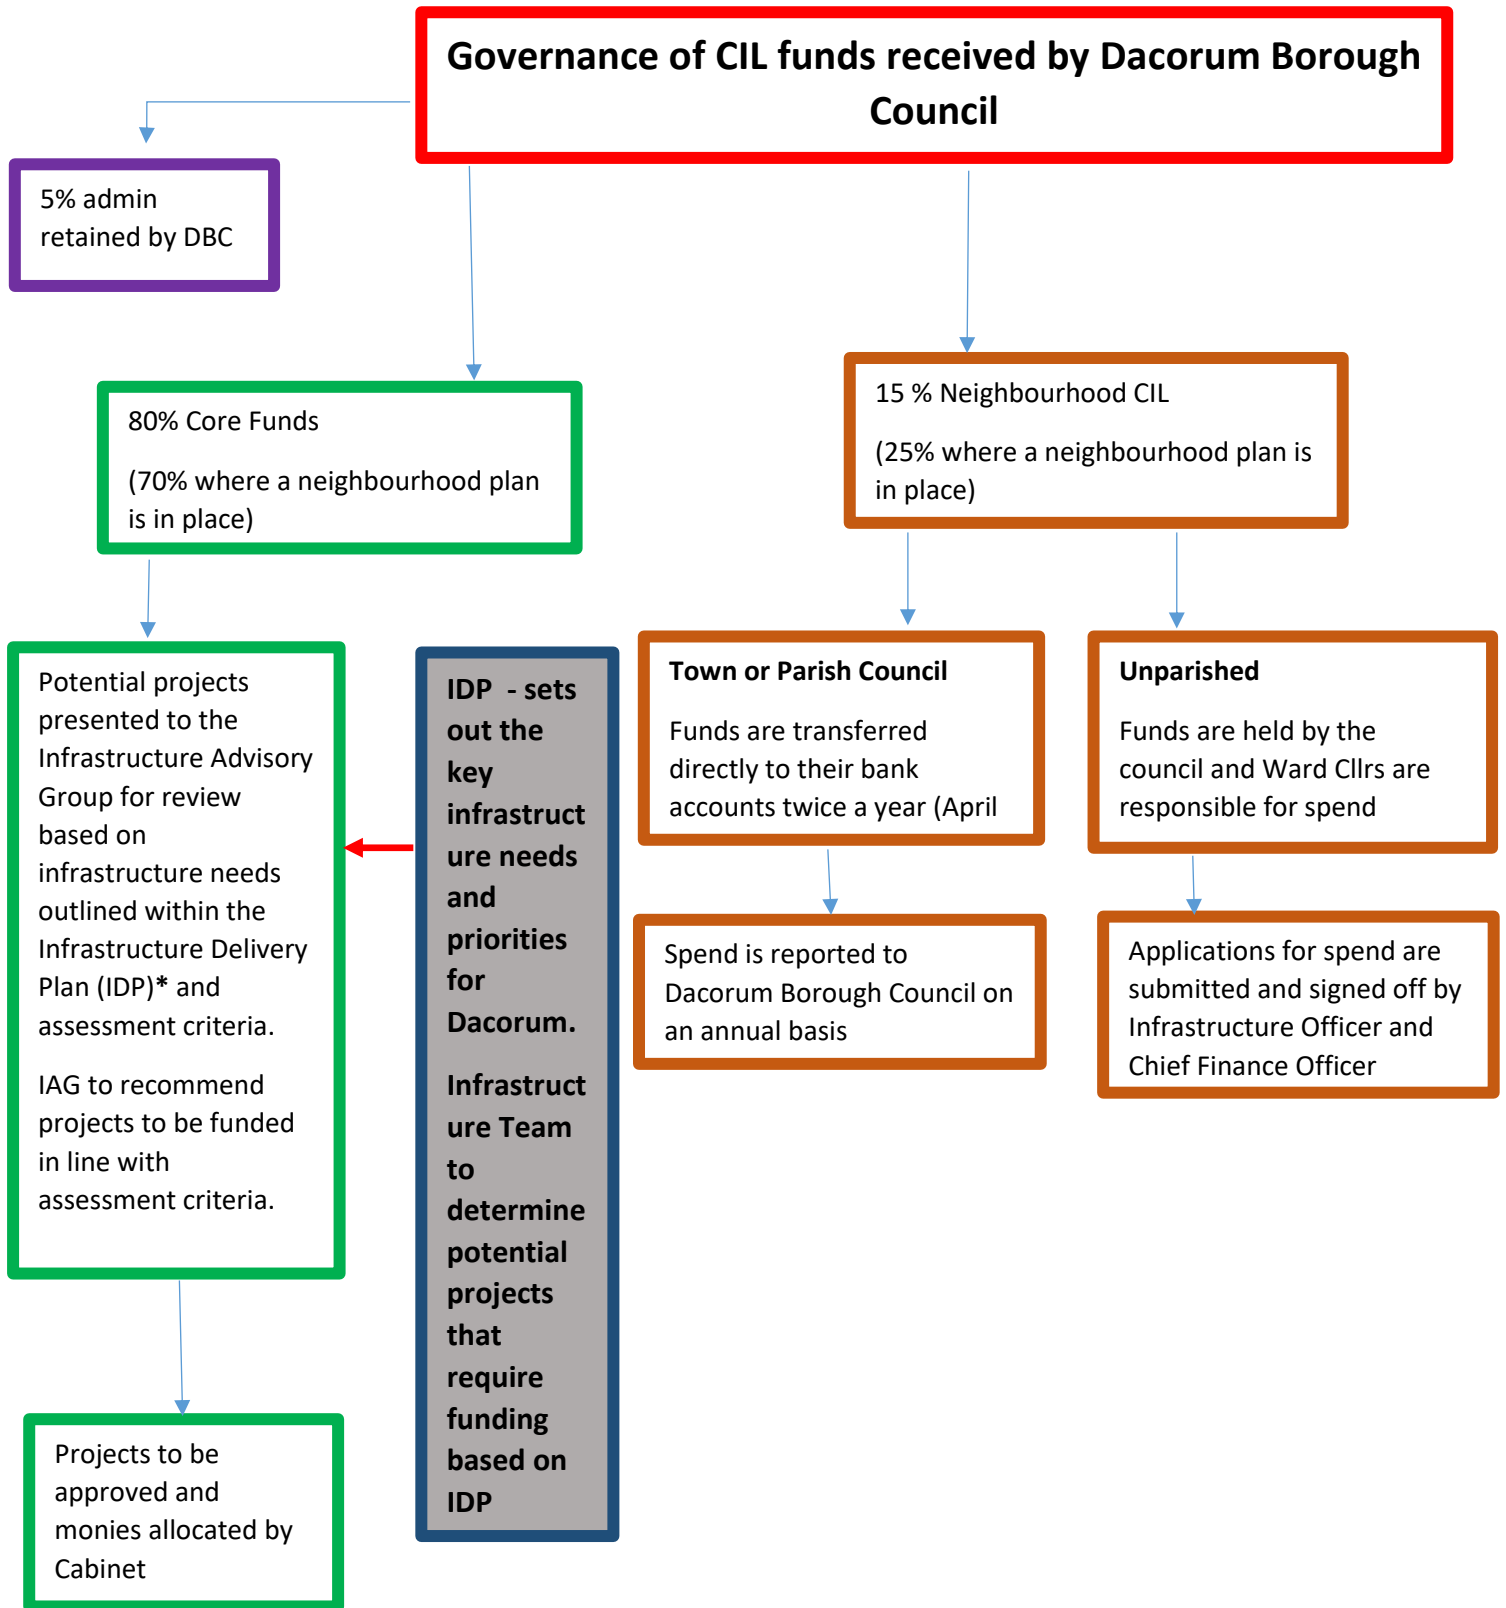 Governance of CIL funds received by Dacorum Borough
Council
5% admin
retained by DBC
80% Core Funds
(70% where a neighbourhood plan
is in place)
15 % Neighbourhood CIL
(25% where a neighbourhood plan is
in place)
Potential projects
presented to the
Infrastructure Advisory
Group for review
based on
infrastructure needs
outlined within the
Infrastructure Delivery
Plan (IDP)* and
assessment criteria.
IAG to recommend
projects to be funded
in line with
assessment criteria.
IDP - sets
out the
key
infrastruct
ure needs
and
priorities
for
Dacorum.
Infrastruct
ure Team
to
determine
potential
projects
that
require
funding
based on
IDP
Town or Parish Council
Funds are transferred
directly to their bank
accounts twice a year (April
Unparished
Funds are held by the
council and Ward Cllrs are
responsible for spend
Spend is reported to
Dacorum Borough Council on
an annual basis
Applications for spend are
submitted and signed off by
Infrastructure Officer and
Chief Finance Officer
Projects to be
approved and
monies allocated by
Cabinet